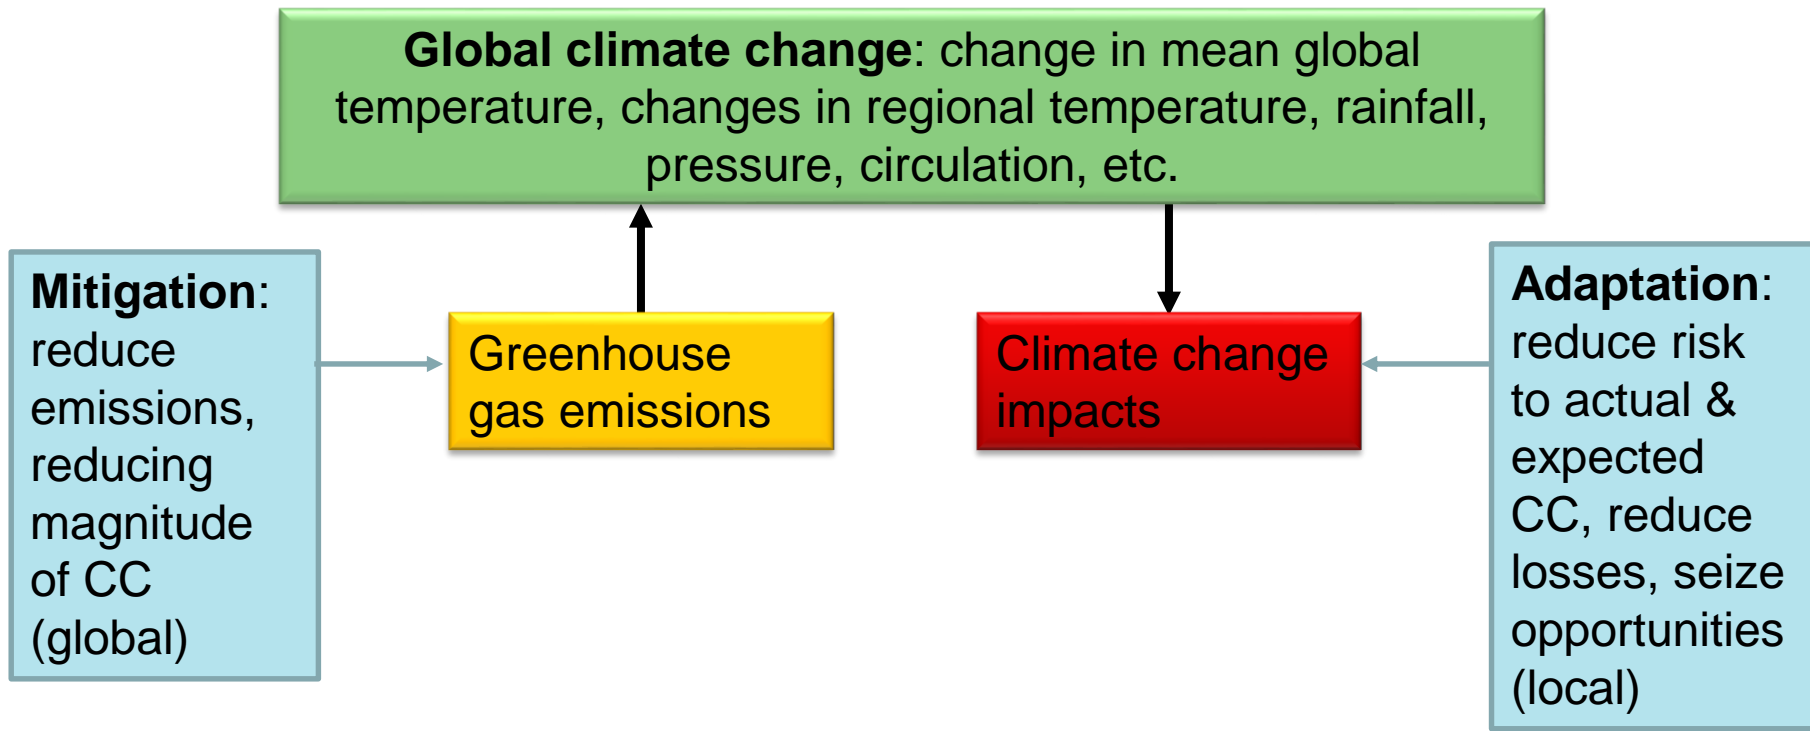 Global climate change: change in mean global
temperature, changes in regional temperature, rainfall,
pressure, circulation, etc.
Mitigation:
reduce
emissions,
reducing
magnitude
of CC
(global)
Greenhouse
gas emissions
Climate change
impacts
Adaptation:
reduce risk
to actual &
expected
CC, reduce
losses, seize
opportunities
(local)